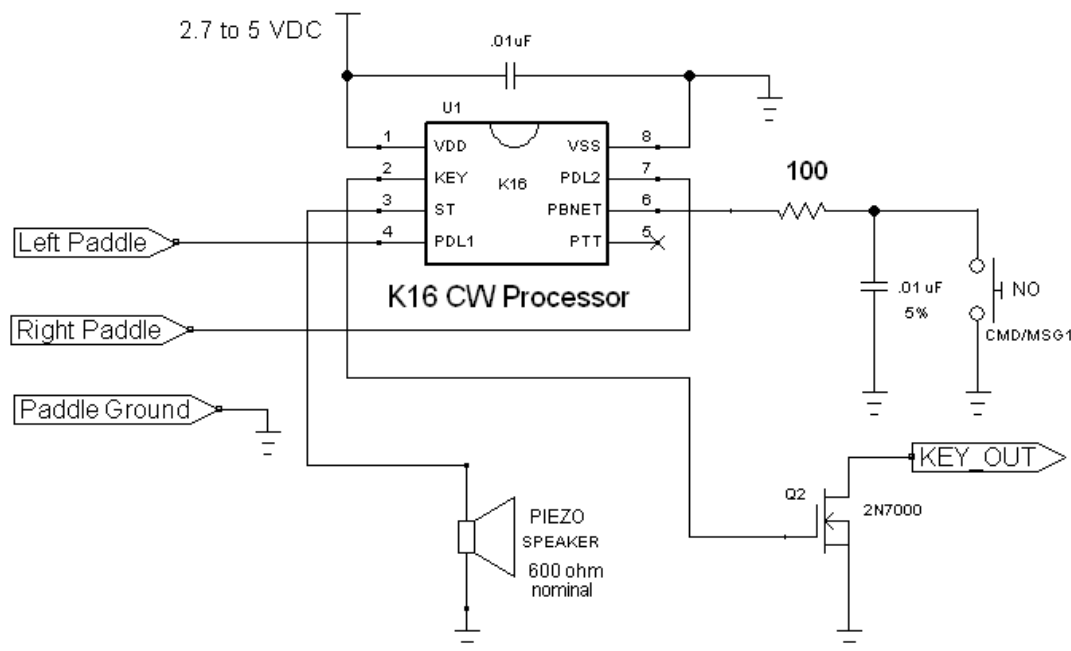 2.7 to 5 VDC
.01uF
U1
1
VDD
VSS
8
2
KEY
PDL2
7
K16
3
ST
PBNET
6
4
PDL1
PTT
5
100
Left Paddle
K16 CW Processor
.01 uF
5%
NO
CMD/MSG1
Right Paddle
Paddle Ground
KEY_OUT
Q2
2N7000
PIEZO
SPEAKER
600 ohm
nominal